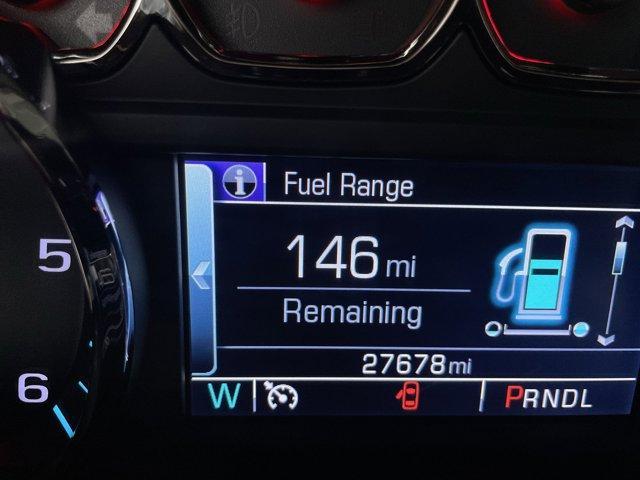 Fuel Range
146 mi
Remaining
27678 mi
W PRNDL
5
6